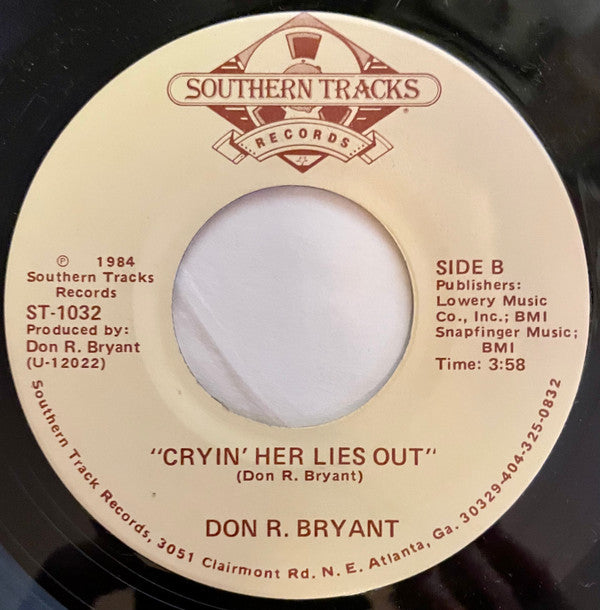 SOUTHERN TRACKS
RECORDS
℗ 1984
Southern Tracks
Records
ST-1032
Produced by:
Don R. Bryant
(U-12022)
SIDE B
Publishers:
Lowery Music
Co., Inc.; BMI
Snapfinger Music;
BMI
Time: 3:58
"CRYIN' HER LIES OUT"
(Don R. Bryant)
DON R. BRYANT
Southern Track Records, 3051 Clairmont Rd. N. E. Atlanta, Ga. 30329-404-325-0832